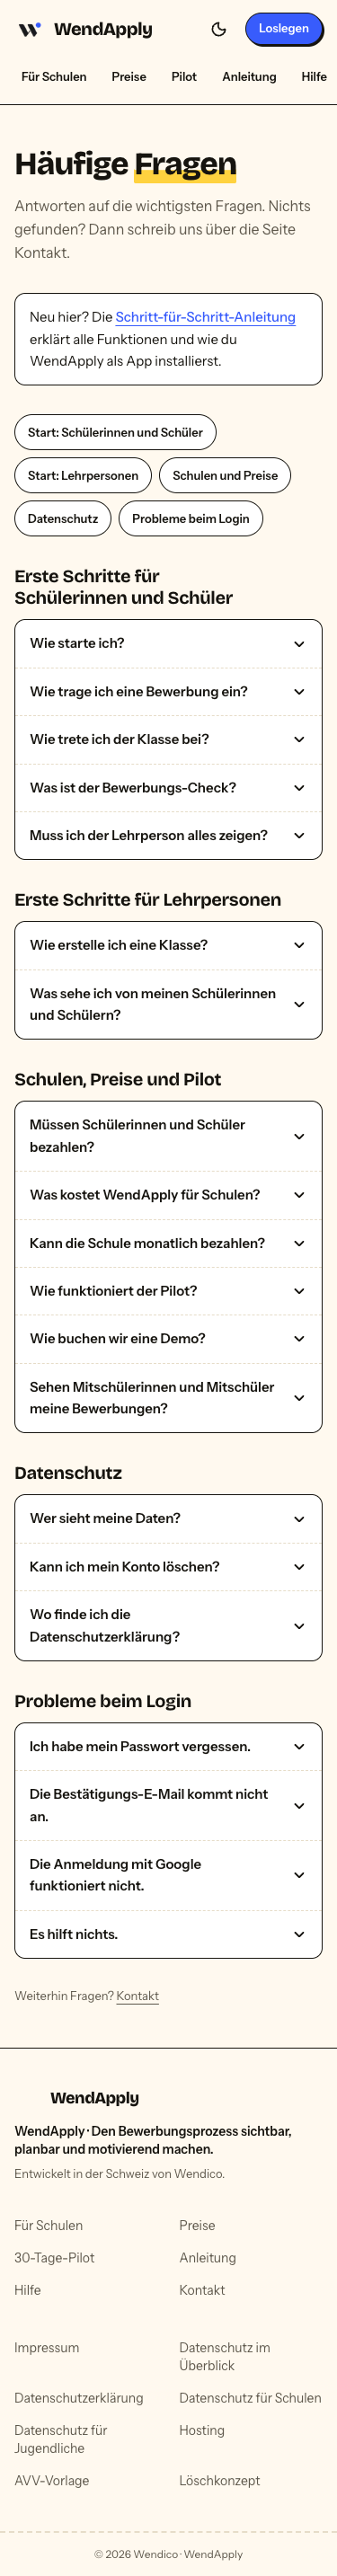 WendApply
Loslegen
Für Schulen
Preise
Pilot
Anleitung
Hilfe
Häufige Fragen
Antworten auf die wichtigsten Fragen. Nichts
gefunden? Dann schreib uns über die Seite
Kontakt.
Neu hier? Die Schritt-für-Schritt-Anleitung
erklärt alle Funktionen und wie du
WendApply als App installierst.
Start: Schülerinnen und Schüler
Start: Lehrpersonen
Schulen und Preise
Datenschutz
Probleme beim Login
Erste Schritte für
Schülerinnen und Schüler
Wie starte ich?
Wie trage ich eine Bewerbung ein?
Wie trete ich der Klasse bei?
Was ist der Bewerbungs-Check?
Muss ich der Lehrperson alles zeigen?
Erste Schritte für Lehrpersonen
Wie erstelle ich eine Klasse?
Was sehe ich von meinen Schülerinnen
und Schülern?
Schulen, Preise und Pilot
Müssen Schülerinnen und Schüler
bezahlen?
Was kostet WendApply für Schulen?
Kann die Schule monatlich bezahlen?
Wie funktioniert der Pilot?
Wie buchen wir eine Demo?
Sehen Mitschülerinnen und Mitschüler
meine Bewerbungen?
Datenschutz
Wer sieht meine Daten?
Kann ich mein Konto löschen?
Wo finde ich die
Datenschutzerklärung?
Probleme beim Login
Ich habe mein Passwort vergessen.
Die Bestätigungs-E-Mail kommt nicht
an.
Die Anmeldung mit Google
funktioniert nicht.
Es hilft nichts.
Weiterhin Fragen? Kontakt
WendApply
WendApply · Den Bewerbungsprozess sichtbar,
planbar und motivierend machen.
Entwickelt in der Schweiz von Wendico.
Für Schulen
Preise
30-Tage-Pilot
Anleitung
Hilfe
Kontakt
Impressum
Datenschutz im
Überblick
Datenschutzerklärung
Datenschutz für Schulen
Datenschutz für
Jugendliche
Hosting
AVV-Vorlage
Löschkonzept
© 2026 Wendico · WendApply